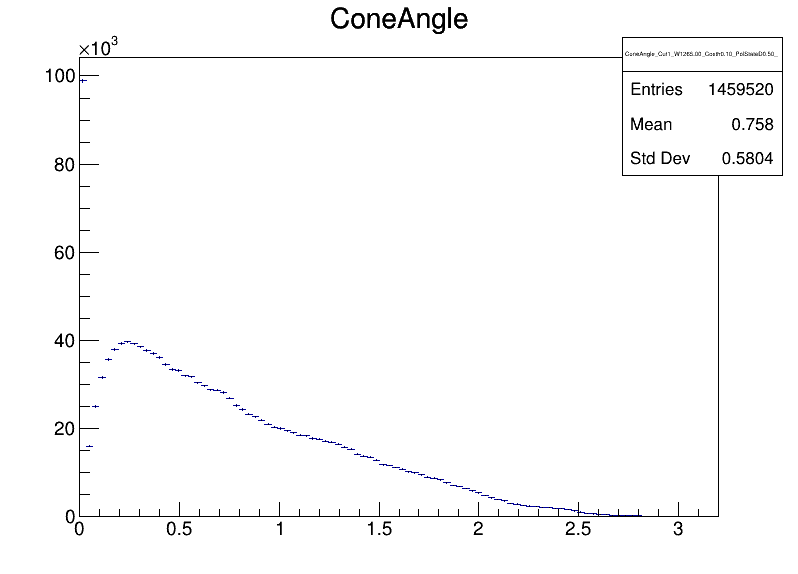 ConeAngle
×10³
ConeAngle_Cut1_W1265.00_Costh0.10_PolStateD0.50_
Entries 1459520
Mean 0.758
Std Dev 0.5804
100
80
60
40
20
0
0 0.5 1 1.5 2 2.5 3